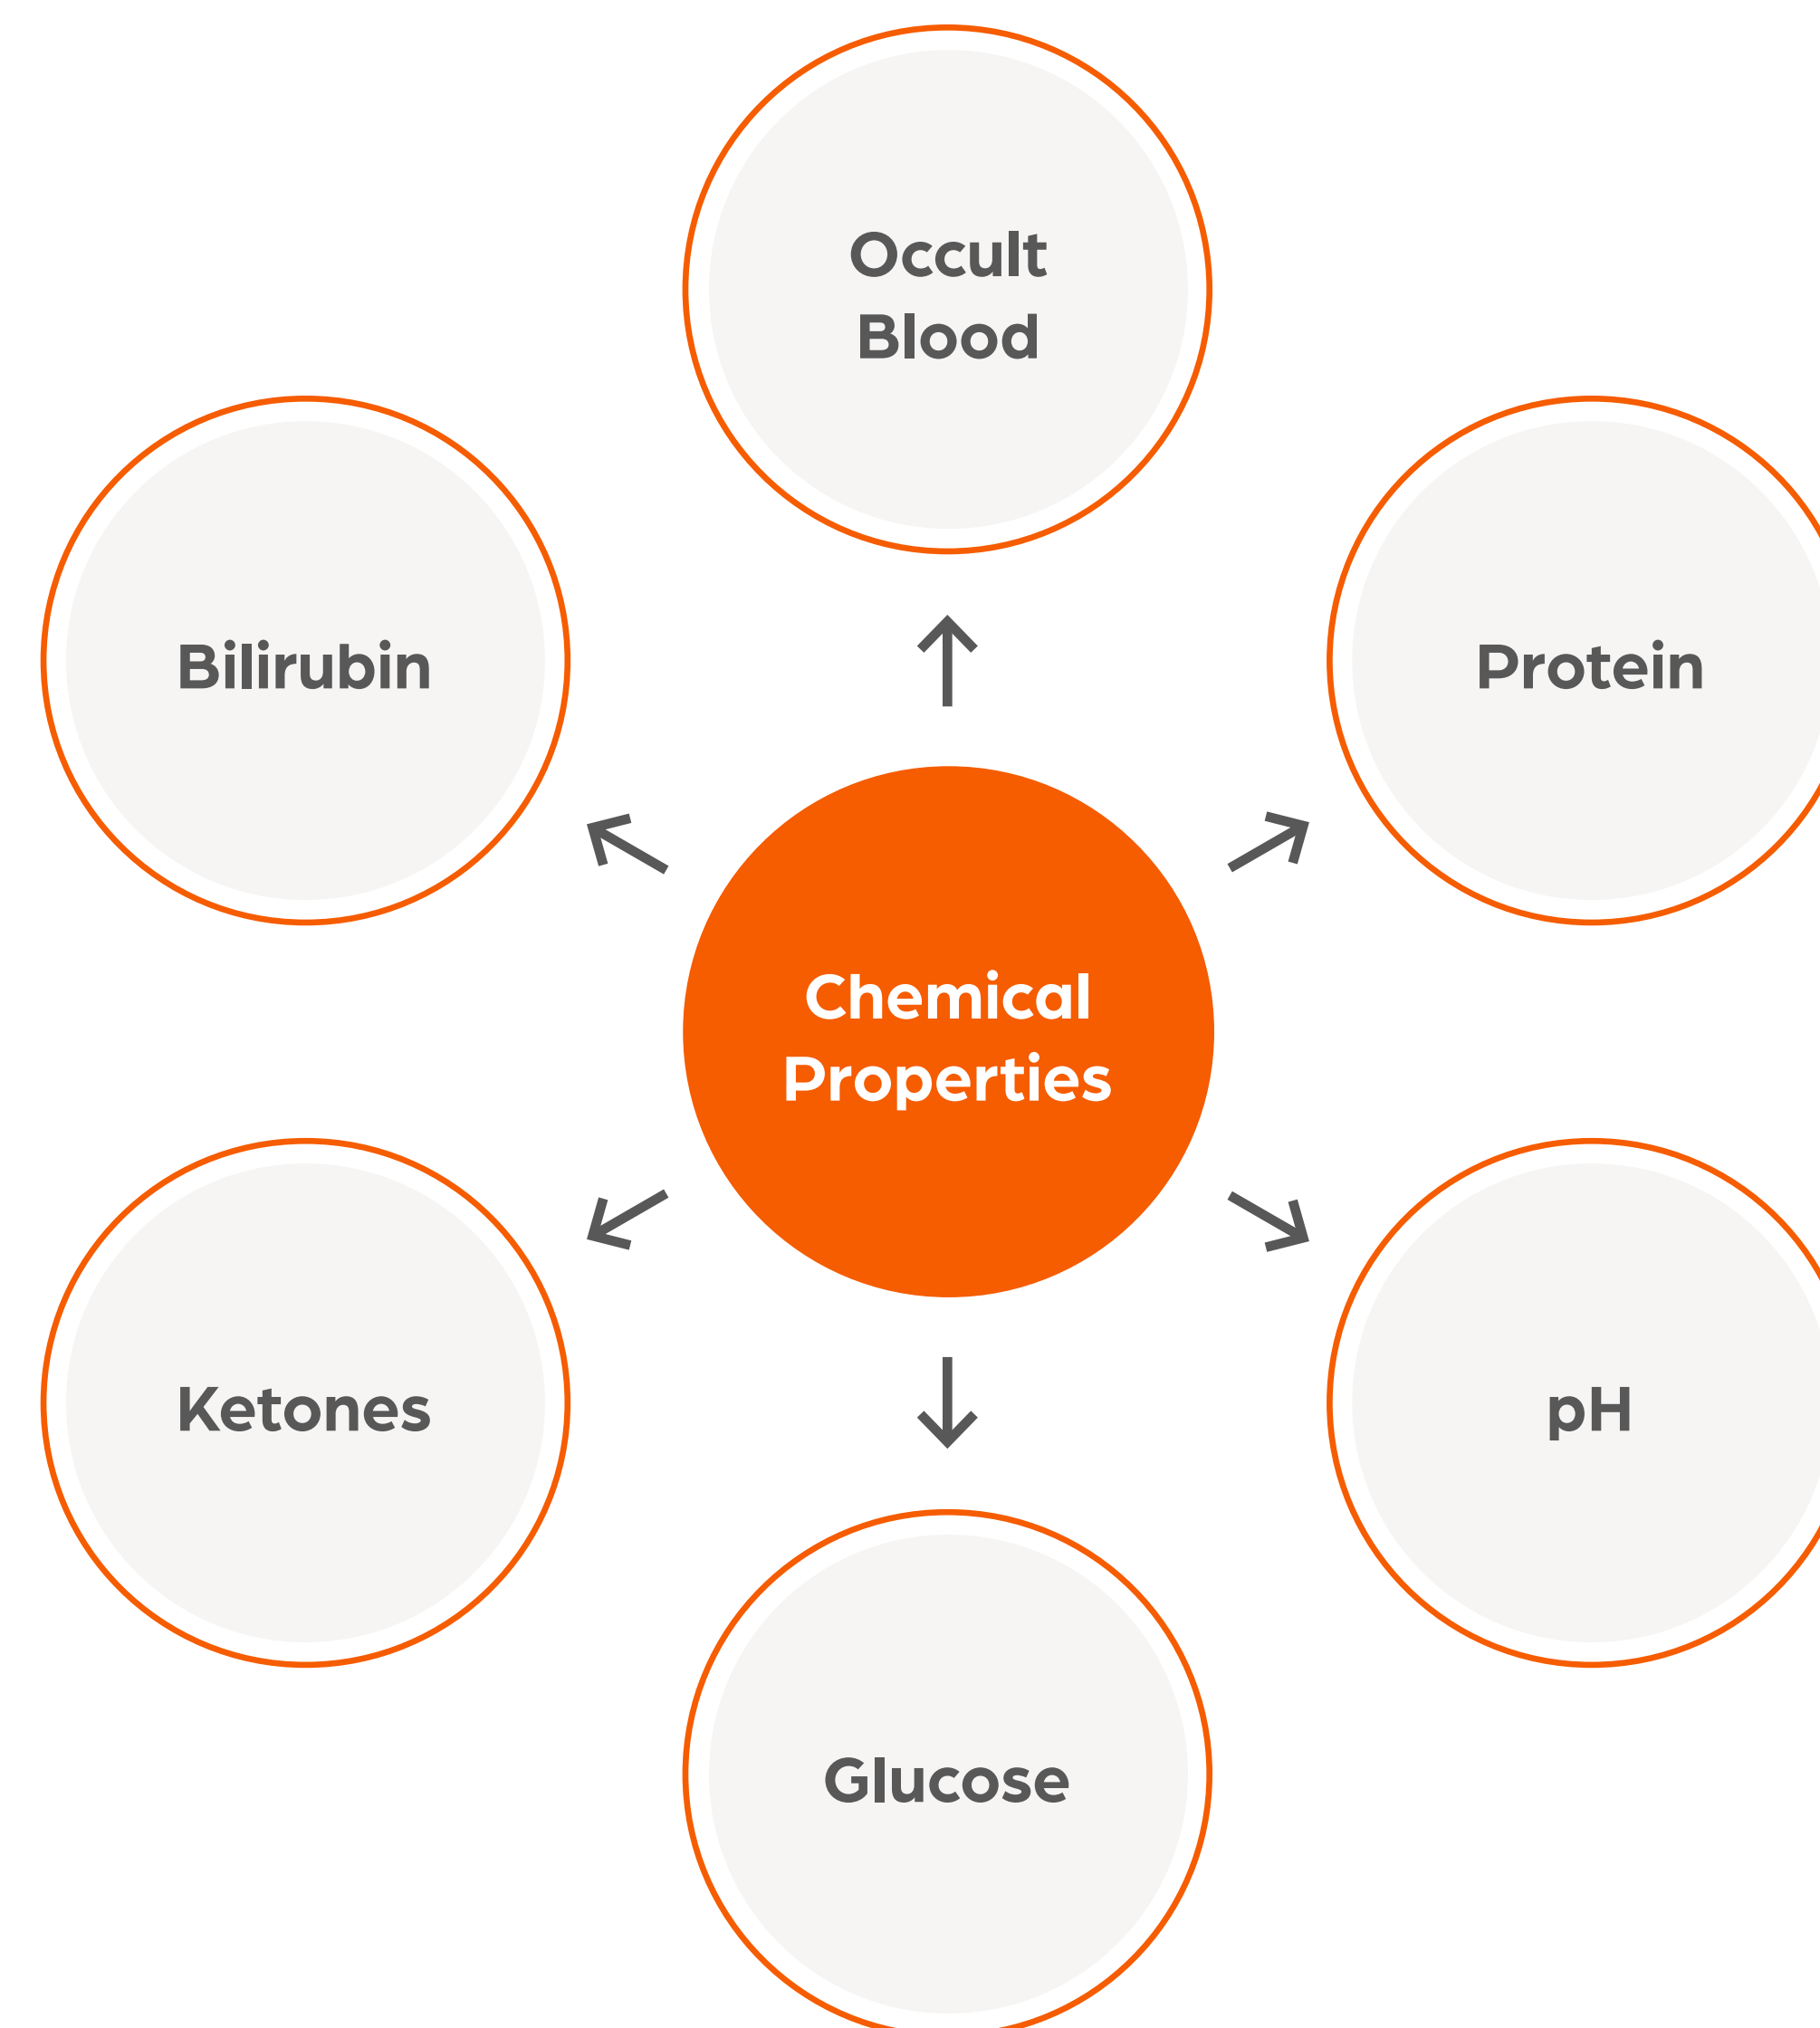 Occult
Blood
Bilirubin
Protein
Chemical
Properties
Ketones
pH
Glucose